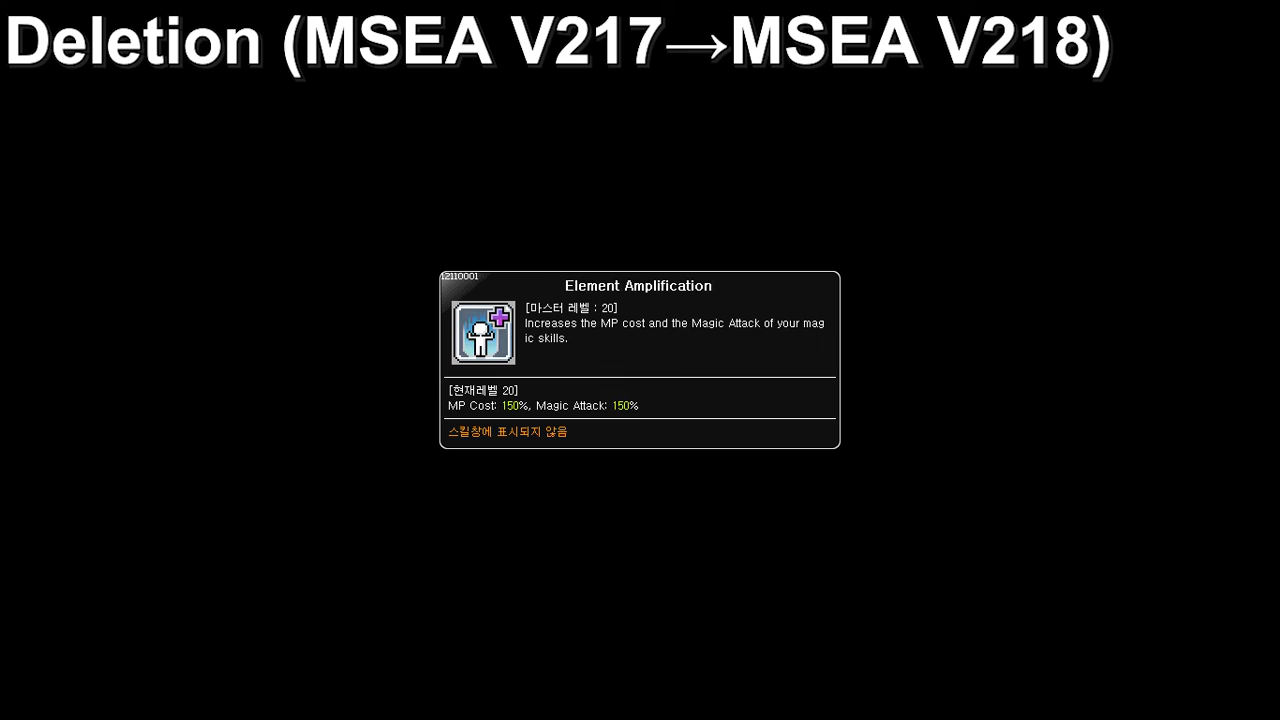 Deletion (MSEA V217→MSEA V218)
12110001
Element Amplification
[마스터 레벨 : 20]
Increases the MP cost and the Magic Attack of your mag
ic skills.
[현재레벨 20]
MP Cost: 150%, Magic Attack: 150%
스킬창에 표시되지 않음